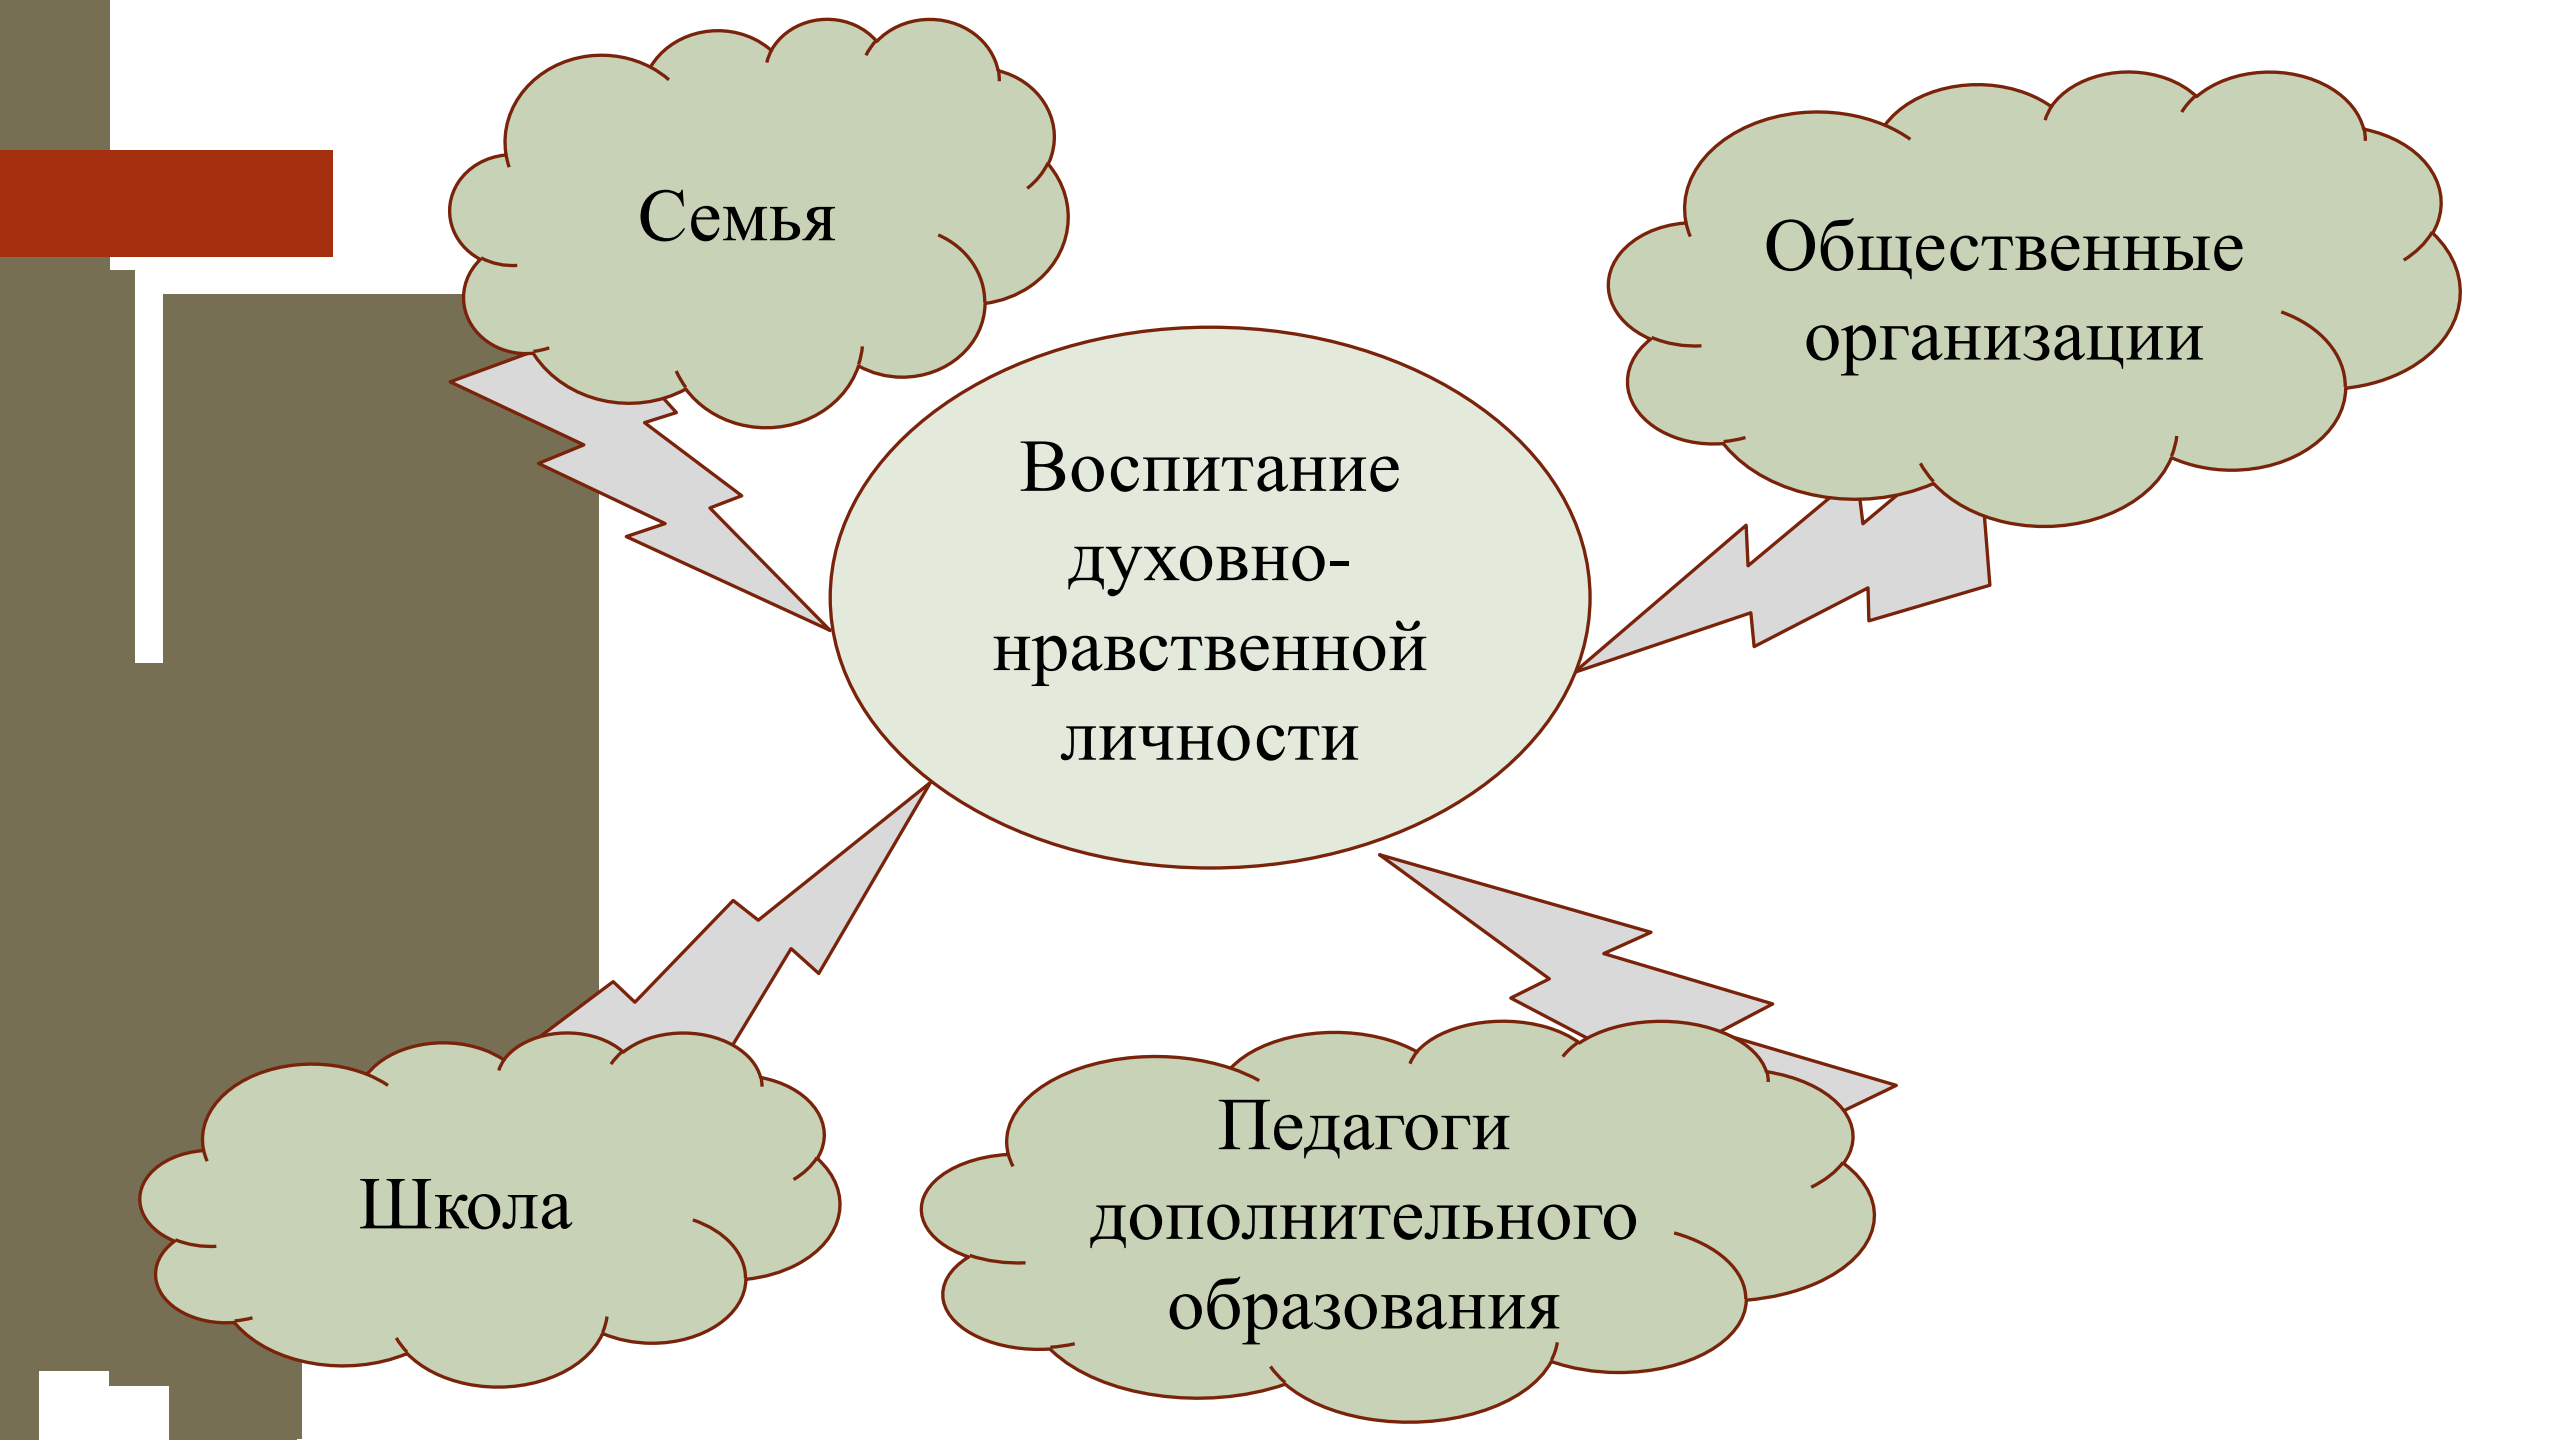 Семья
Общественные
организации
Воспитание
духовно-
нравственной
личности
Школа
Педагоги
дополнительного
образования